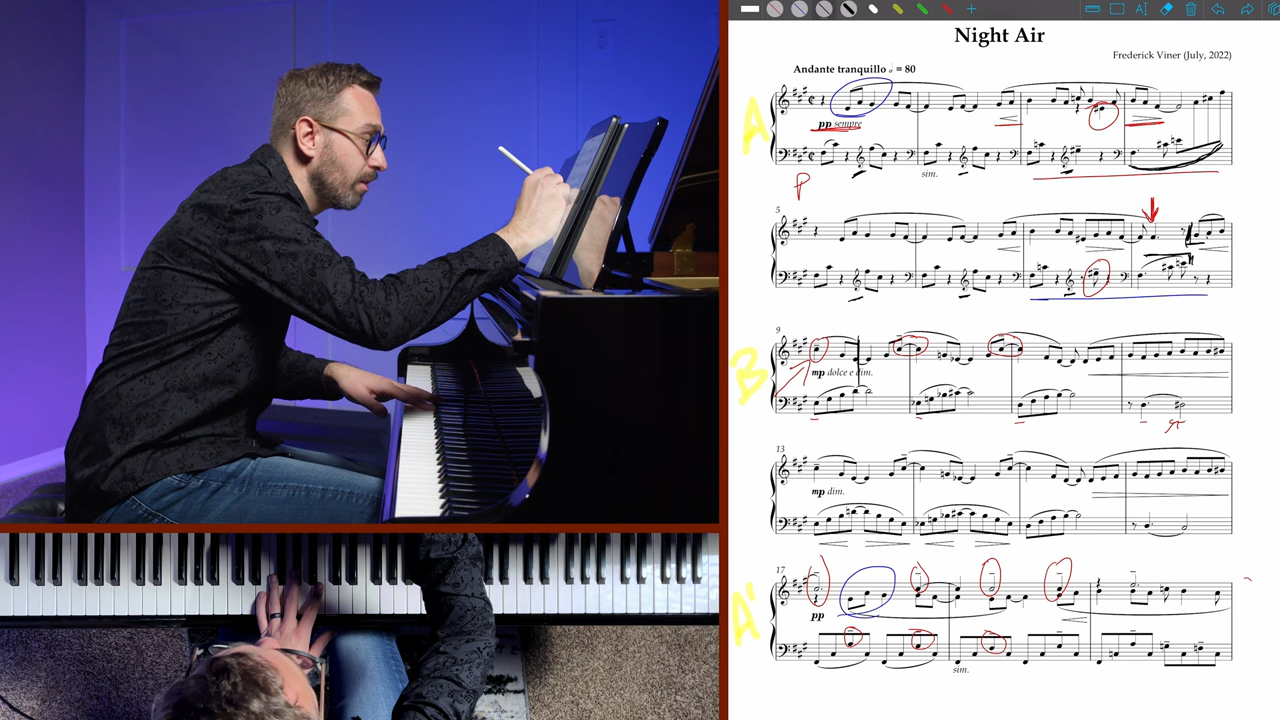 Night Air
Frederick Viner (July, 2022)
Andante tranquillo = 80
A
pp sempre
sim.
P
5
9
B
mp dolce e dim.
13
mp dim.
17
A'
pp
sim.